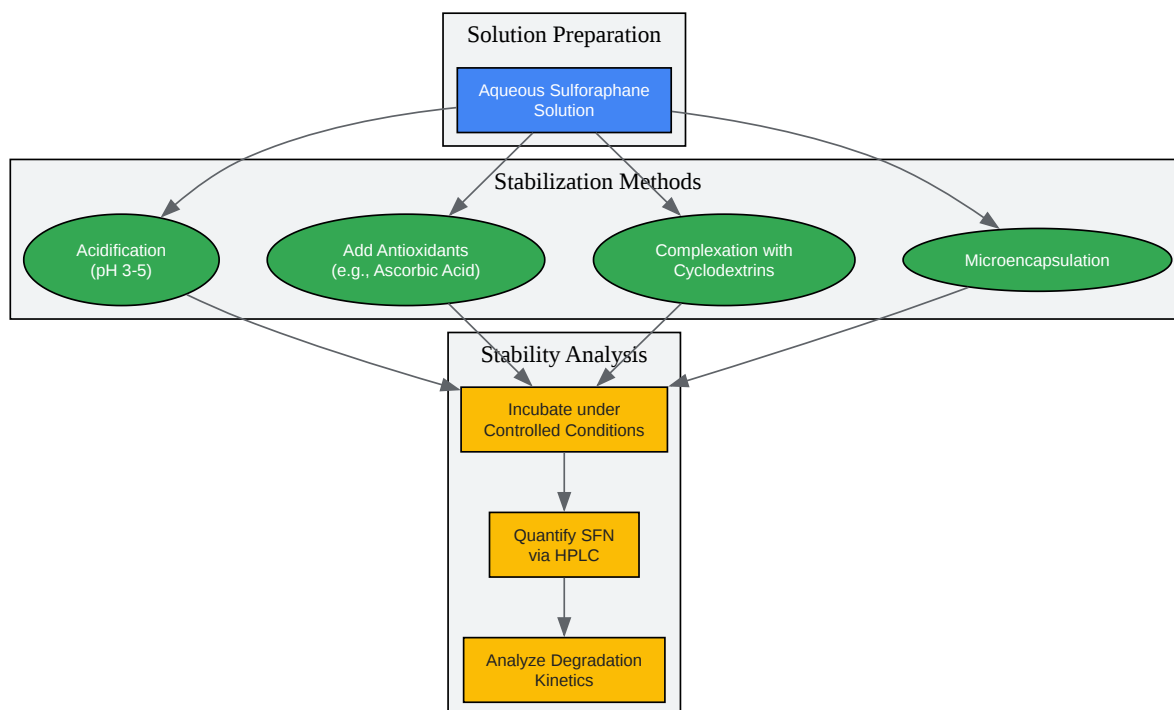 Solution Preparation
Aqueous Sulforaphane
Solution
Stabilization Methods
Acidification
(pH 3-5)
Add Antioxidants
(e.g., Ascorbic Acid)
Complexation with
Cyclodextrins
Microencapsulation
Stability Analysis
Incubate under
Controlled Conditions
Quantify SFN
via HPLC
Analyze Degradation
Kinetics